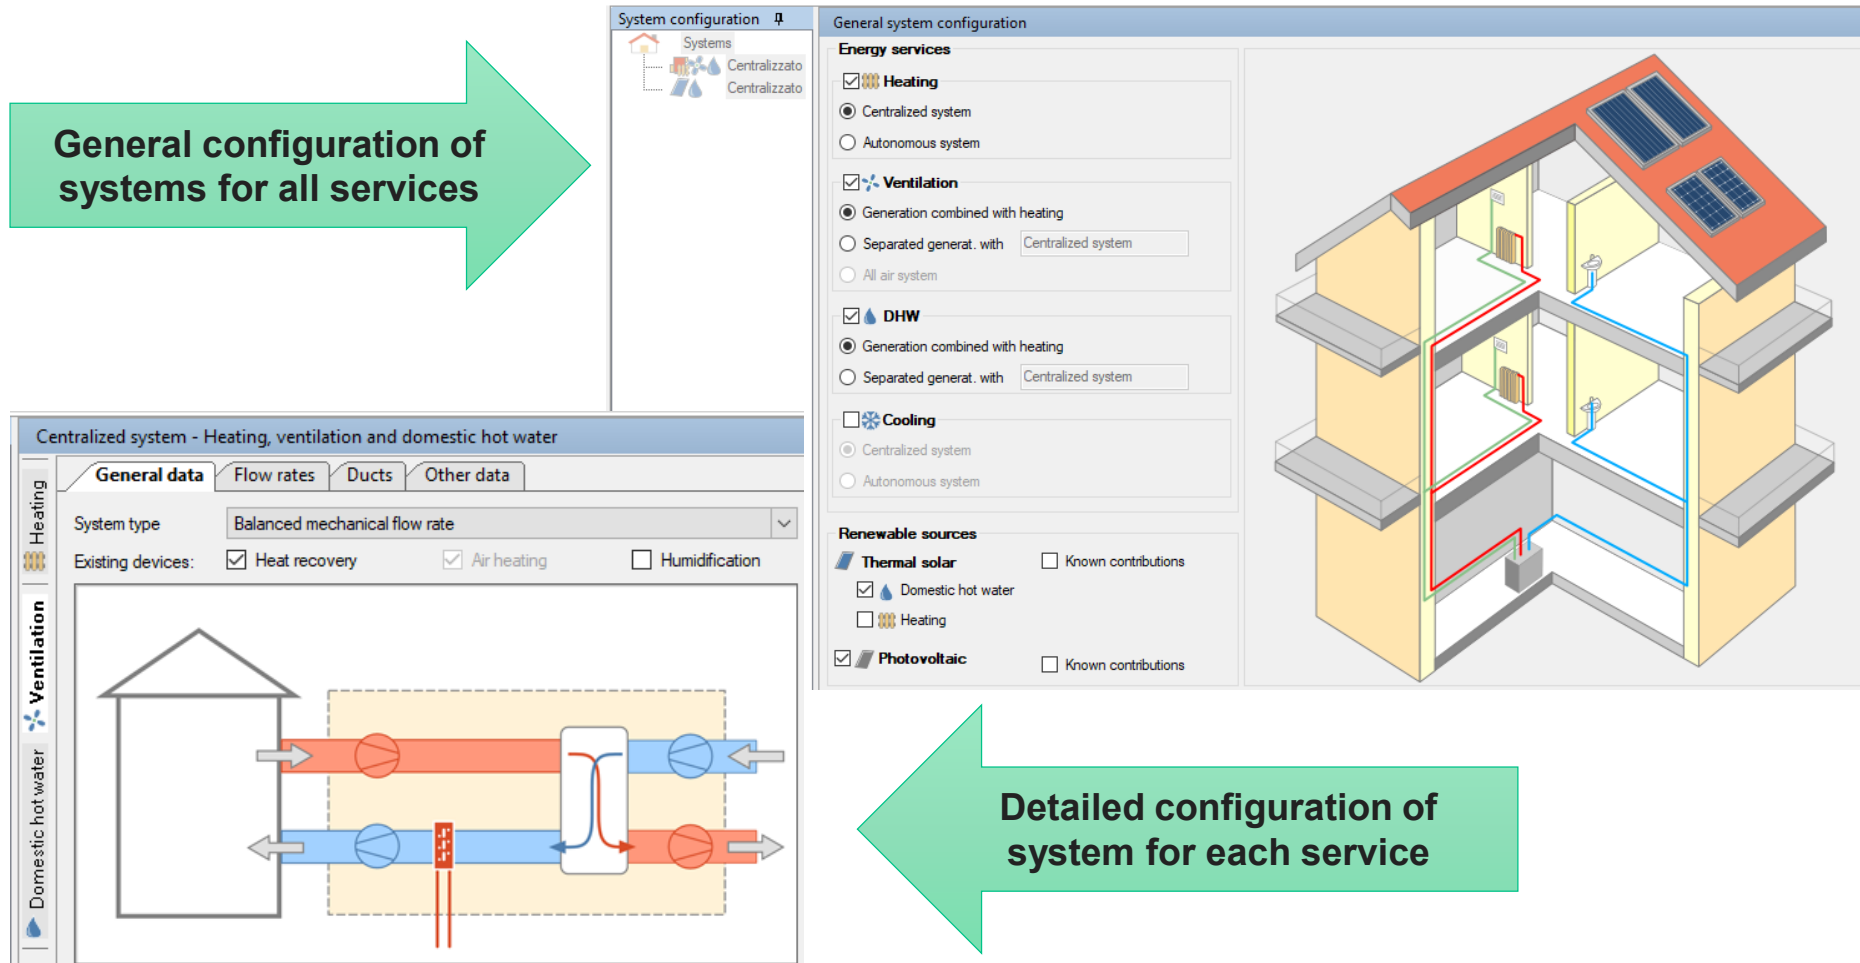 General configuration of
systems for all services
System configuration
Systems
Centralizzato
Centralizzato
General system configuration
Energy services
Heating
Centralized system
Autonomous system
Ventilation
Generation combined with heating
Separated generat. with Centralized system
All air system
DHW
Generation combined with heating
Separated generat. with Centralized system
Cooling
Centralized system
Autonomous system
Renewable sources
Thermal solar Known contributions
Domestic hot water
Heating
Photovoltaic Known contributions
Centralized system - Heating, ventilation and domestic hot water
Heating
Ventilation
Domestic hot water
General data Flow rates Ducts Other data
System type Balanced mechanical flow rate
Existing devices: Heat recovery Air heating Humidification
Detailed configuration of
system for each service